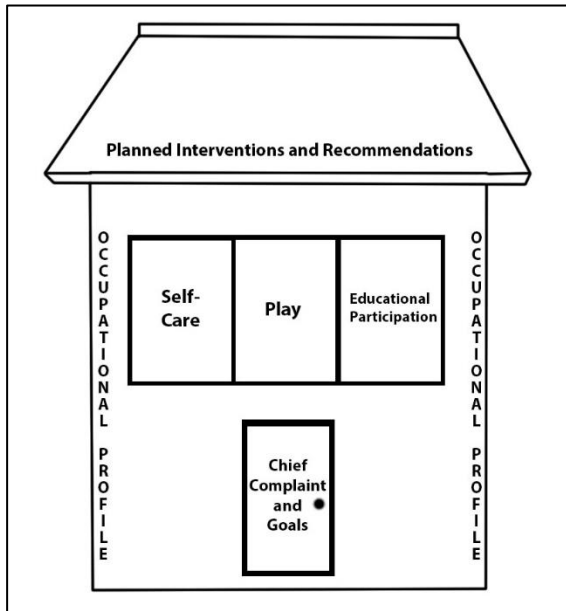 Planned Interventions and Recommendations
OCCUPATIONAL PROFILE
Self-
Care
Play
Educational
Participation
OCCUPATIONAL PROFILE
Chief
Complaint
and
Goals